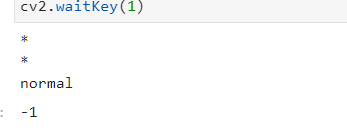 cv2.waitKey(1)
*
*
normal
: -1